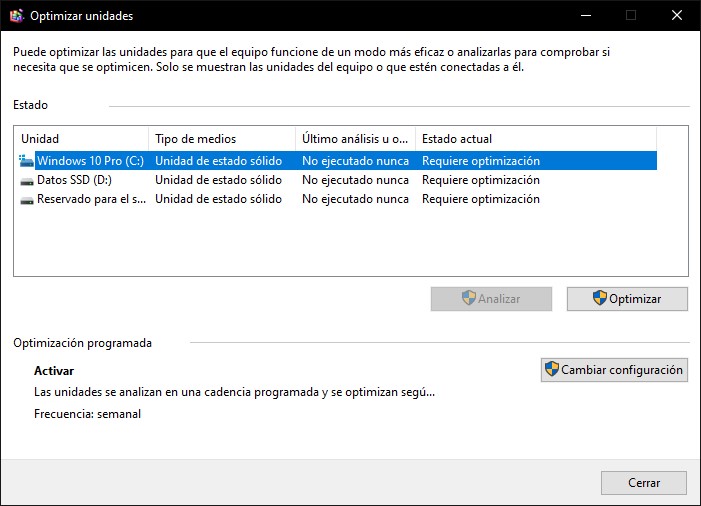 Optimizar unidades
Puede optimizar las unidades para que el equipo funcione de un modo más eficaz o analizarlas para comprobar si
necesita que se optimicen. Solo se muestran las unidades del equipo o que estén conectadas a él.
Estado
Unidad Tipo de medios Último análisis u o... Estado actual
Windows 10 Pro (C:) Unidad de estado sólido No ejecutado nunca Requiere optimización
Datos SSD (D:) Unidad de estado sólido No ejecutado nunca Requiere optimización
Reservado para el s... Unidad de estado sólido No ejecutado nunca Requiere optimización
Analizar Optimizar
Optimización programada
Activar
Cambiar configuración
Las unidades se analizan en una cadencia programada y se optimizan segú...
Frecuencia: semanal
Cerrar